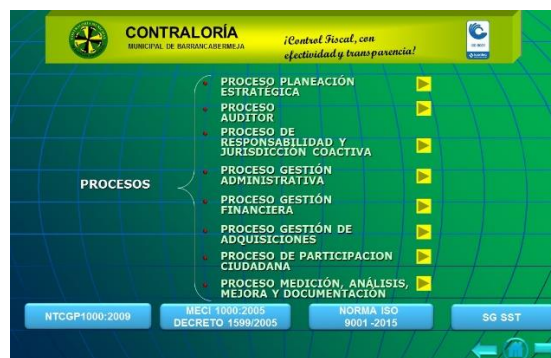 CONTRALORÍA
MUNICIPAL DE BARRANCABERMEJA
¡Control Fiscal, con
efectividad y transparencia!
PROCESO PLANEACIÓN
ESTRATÉGICA
PROCESO
AUDITOR
PROCESO DE
RESPONSABILIDAD Y
JURISDICCIÓN COACTIVA
PROCESO GESTIÓN
ADMINISTRATIVA
PROCESOS
PROCESO GESTIÓN
FINANCIERA
PROCESO GESTIÓN DE
ADQUISICIONES
PROCESO DE PARTICIPACION
CIUDADANA
PROCESO MEDICIÓN, ANÁLISIS,
MEJORA Y DOCUMENTACIÓN
NTCGP1000:2009
MECI 1000:2005
DECRETO 1599/2005
NORMA ISO
9001 -2015
SG SST